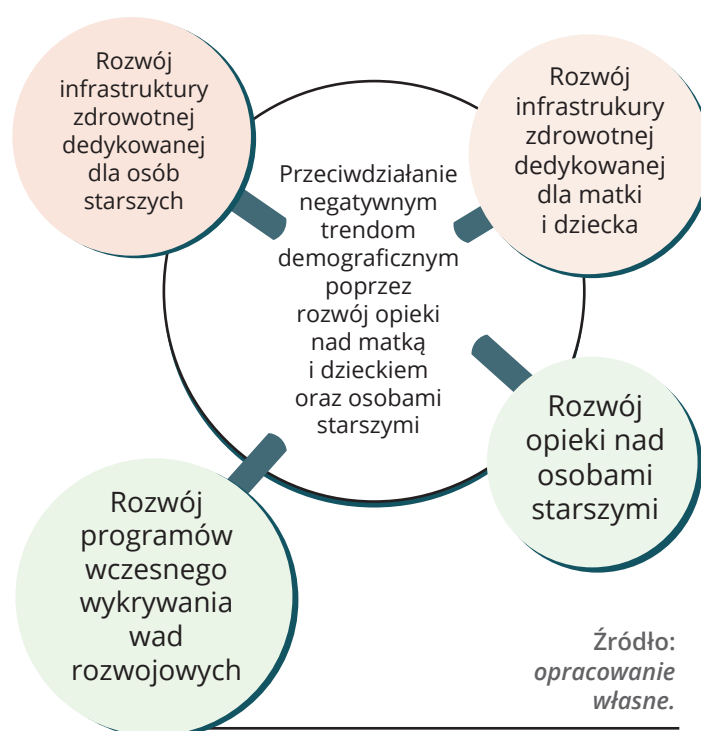 Rozwój
infrastruktury
zdrowotnej
dedykowanej
dla osób
starszych
Rozwój
infrastrukury
zdrowotnej
dedykowanej
dla matki
i dziecka
Przeciwdziałanie
negatywnym
trendom
demograficznym
poprzez
rozwój opieki
nad matką
i dzieckiem
oraz osobami
starszymi
Rozwój
opieki nad
osobami
starszymi
Rozwój
programów
wczesnego
wykrywania
wad
rozwojowych
Źródło:
opracowanie
własne.